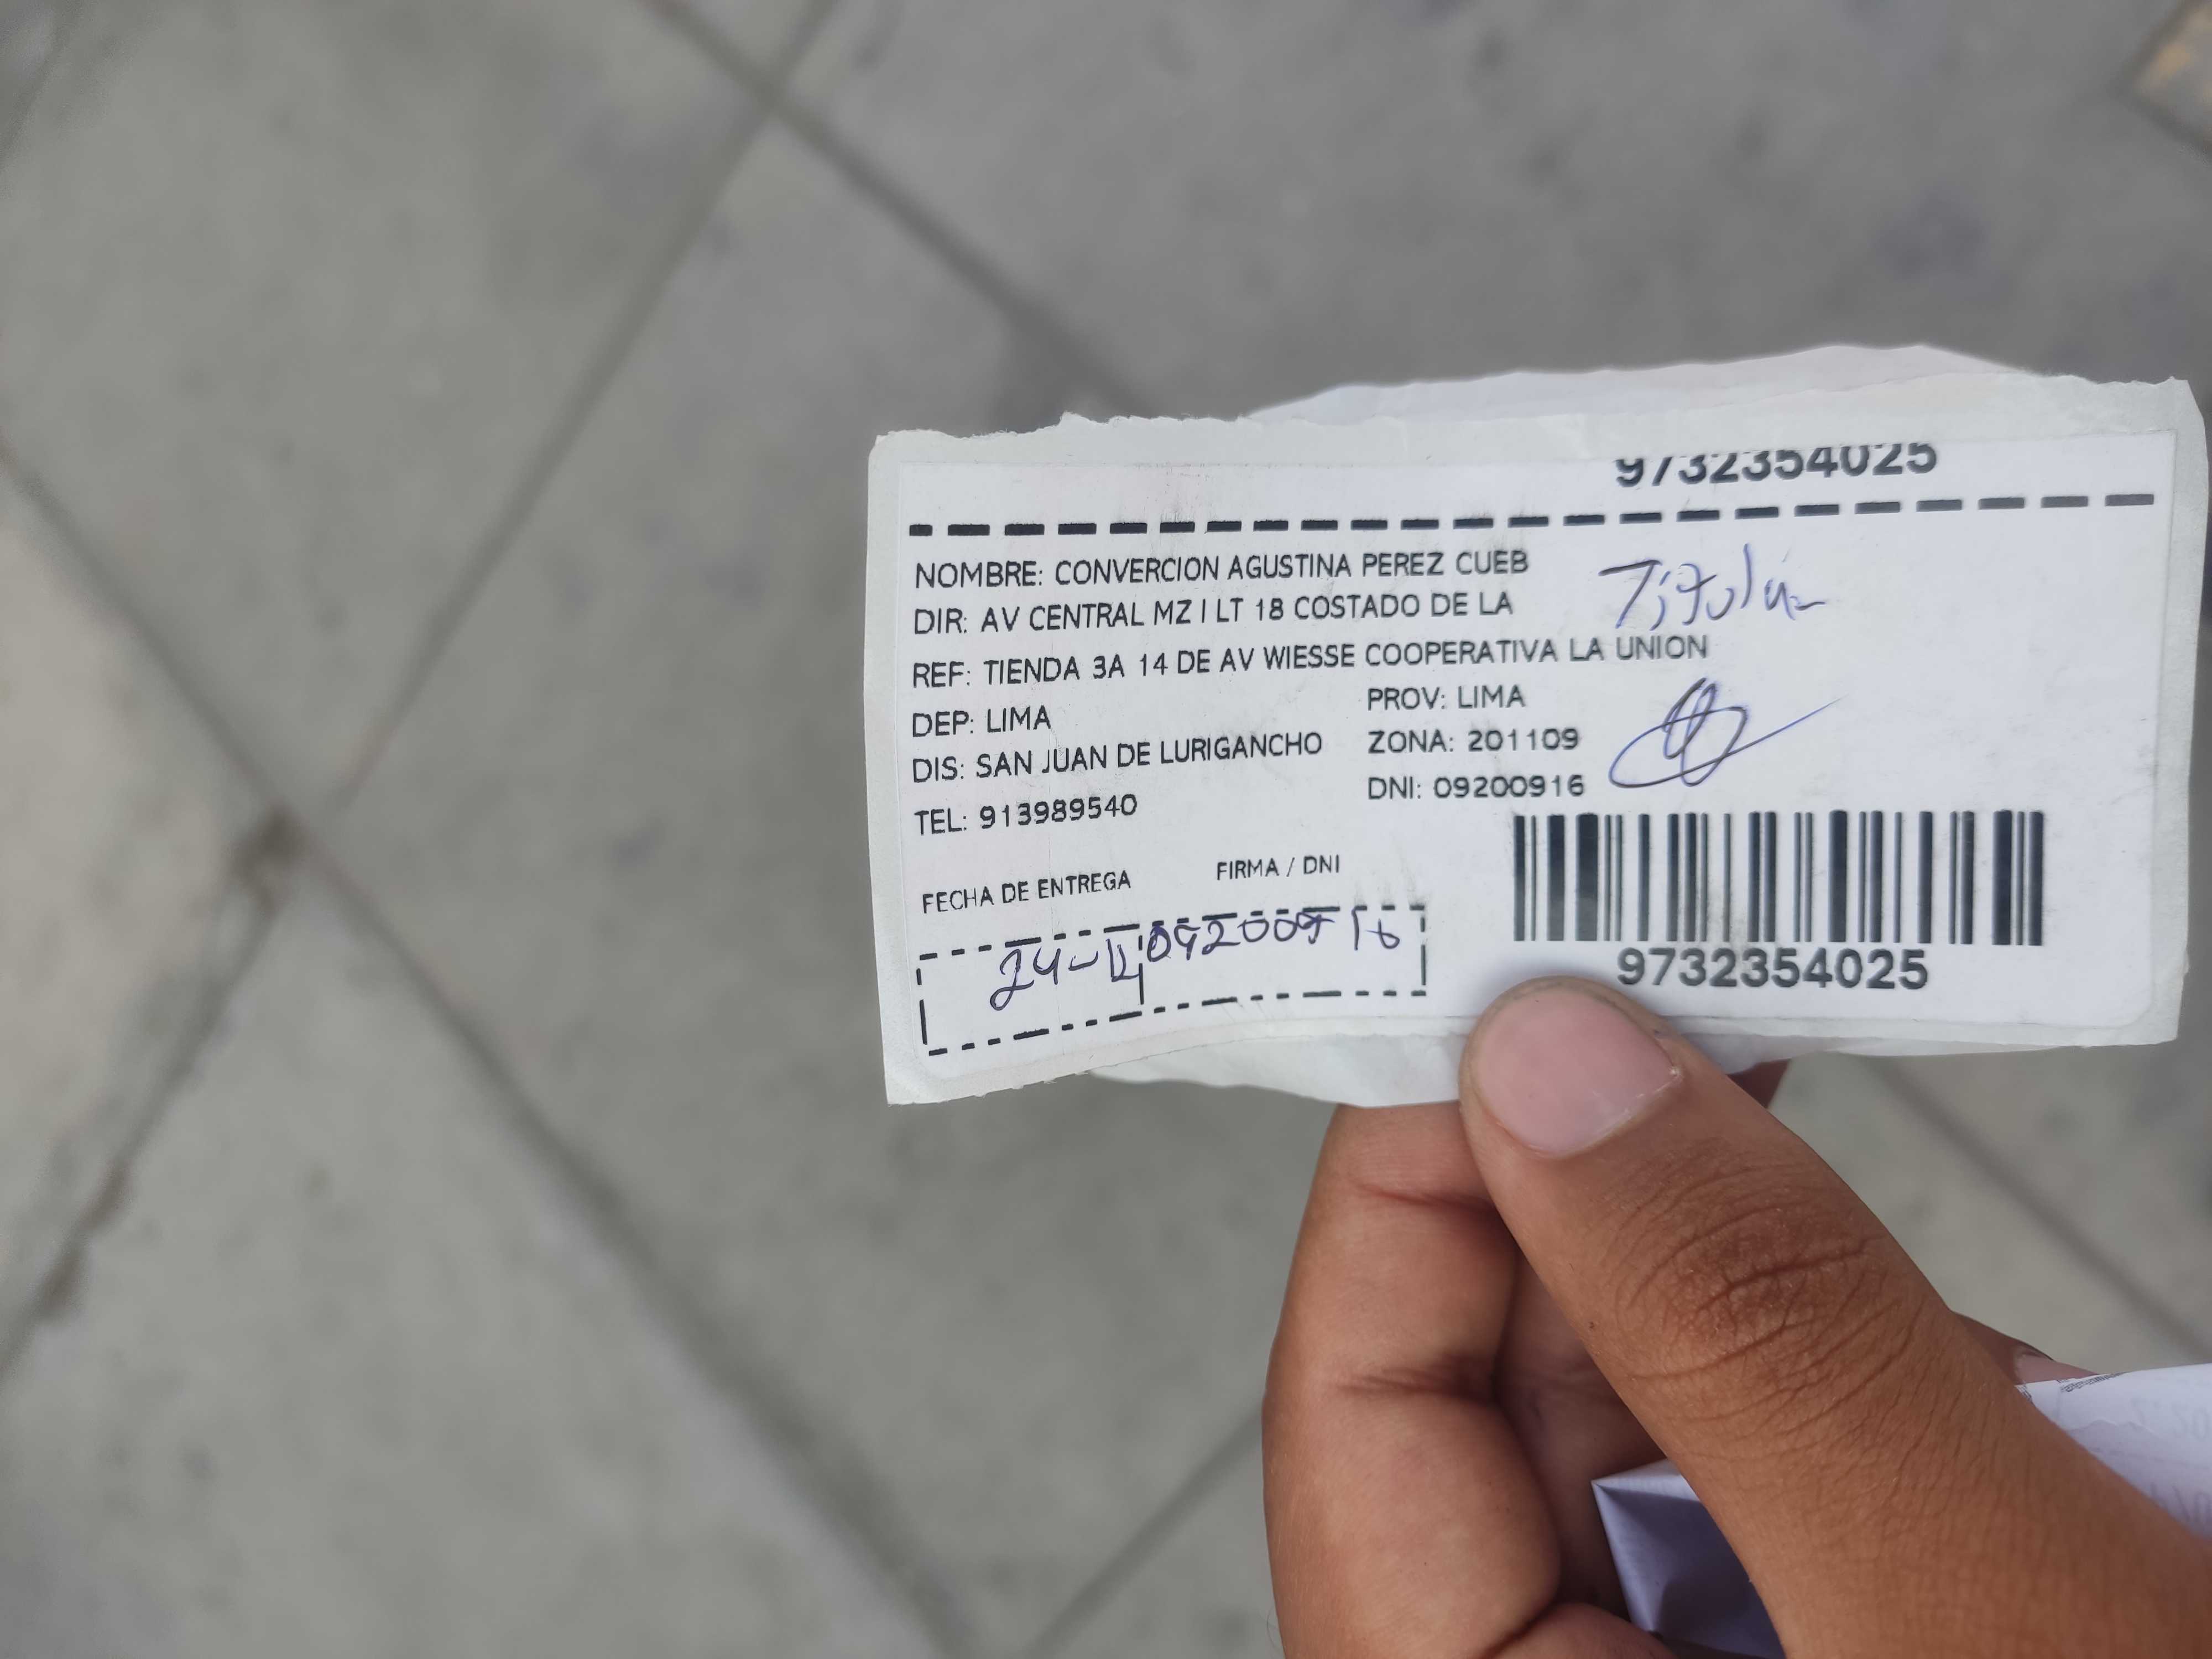 9732354025
NOMBRE: CONVERCION AGUSTINA PEREZ CUEB
Titular
DIR: AV CENTRAL MZ I LT 18 COSTADO DE LA
REF: TIENDA 3A 14 DE AV WIESSE COOPERATIVA LA UNION
DEP: LIMA
PROV: LIMA
DIS: SAN JUAN DE LURIGANCHO
ZONA: 201109
TEL: 913989540
DNI: 09200916
FECHA DE ENTREGA
FIRMA / DNI
09200916
9732354025